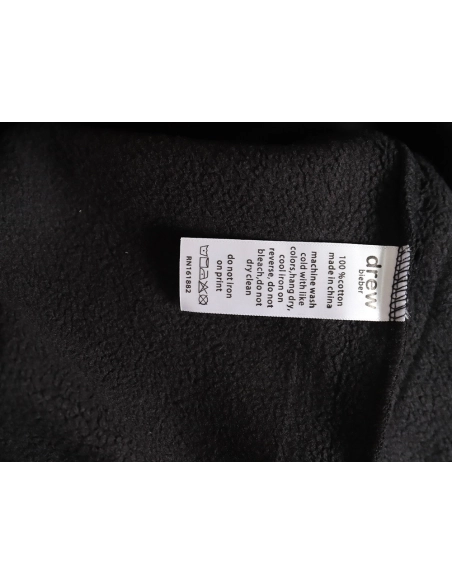 drew
bieber
100 %cotton
made in china
machine wash
cold with like
colors,hang dry,
cool iron on
reverse, do not
bleach,do not
dry clean
do not iron
on print
RN161882